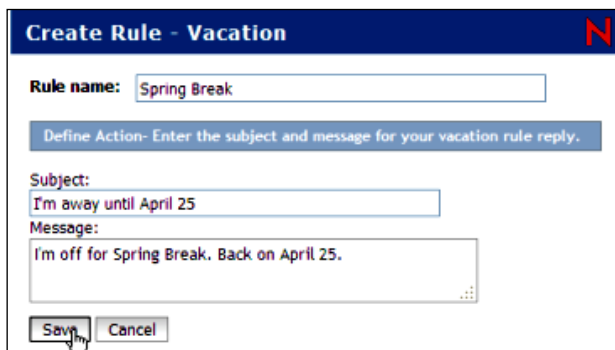 Create Rule - Vacation
N
Rule name: Spring Break
Define Action- Enter the subject and message for your vacation rule reply.
Subject:
I'm away until April 25
Message:
I'm off for Spring Break. Back on April 25.
Save Cancel